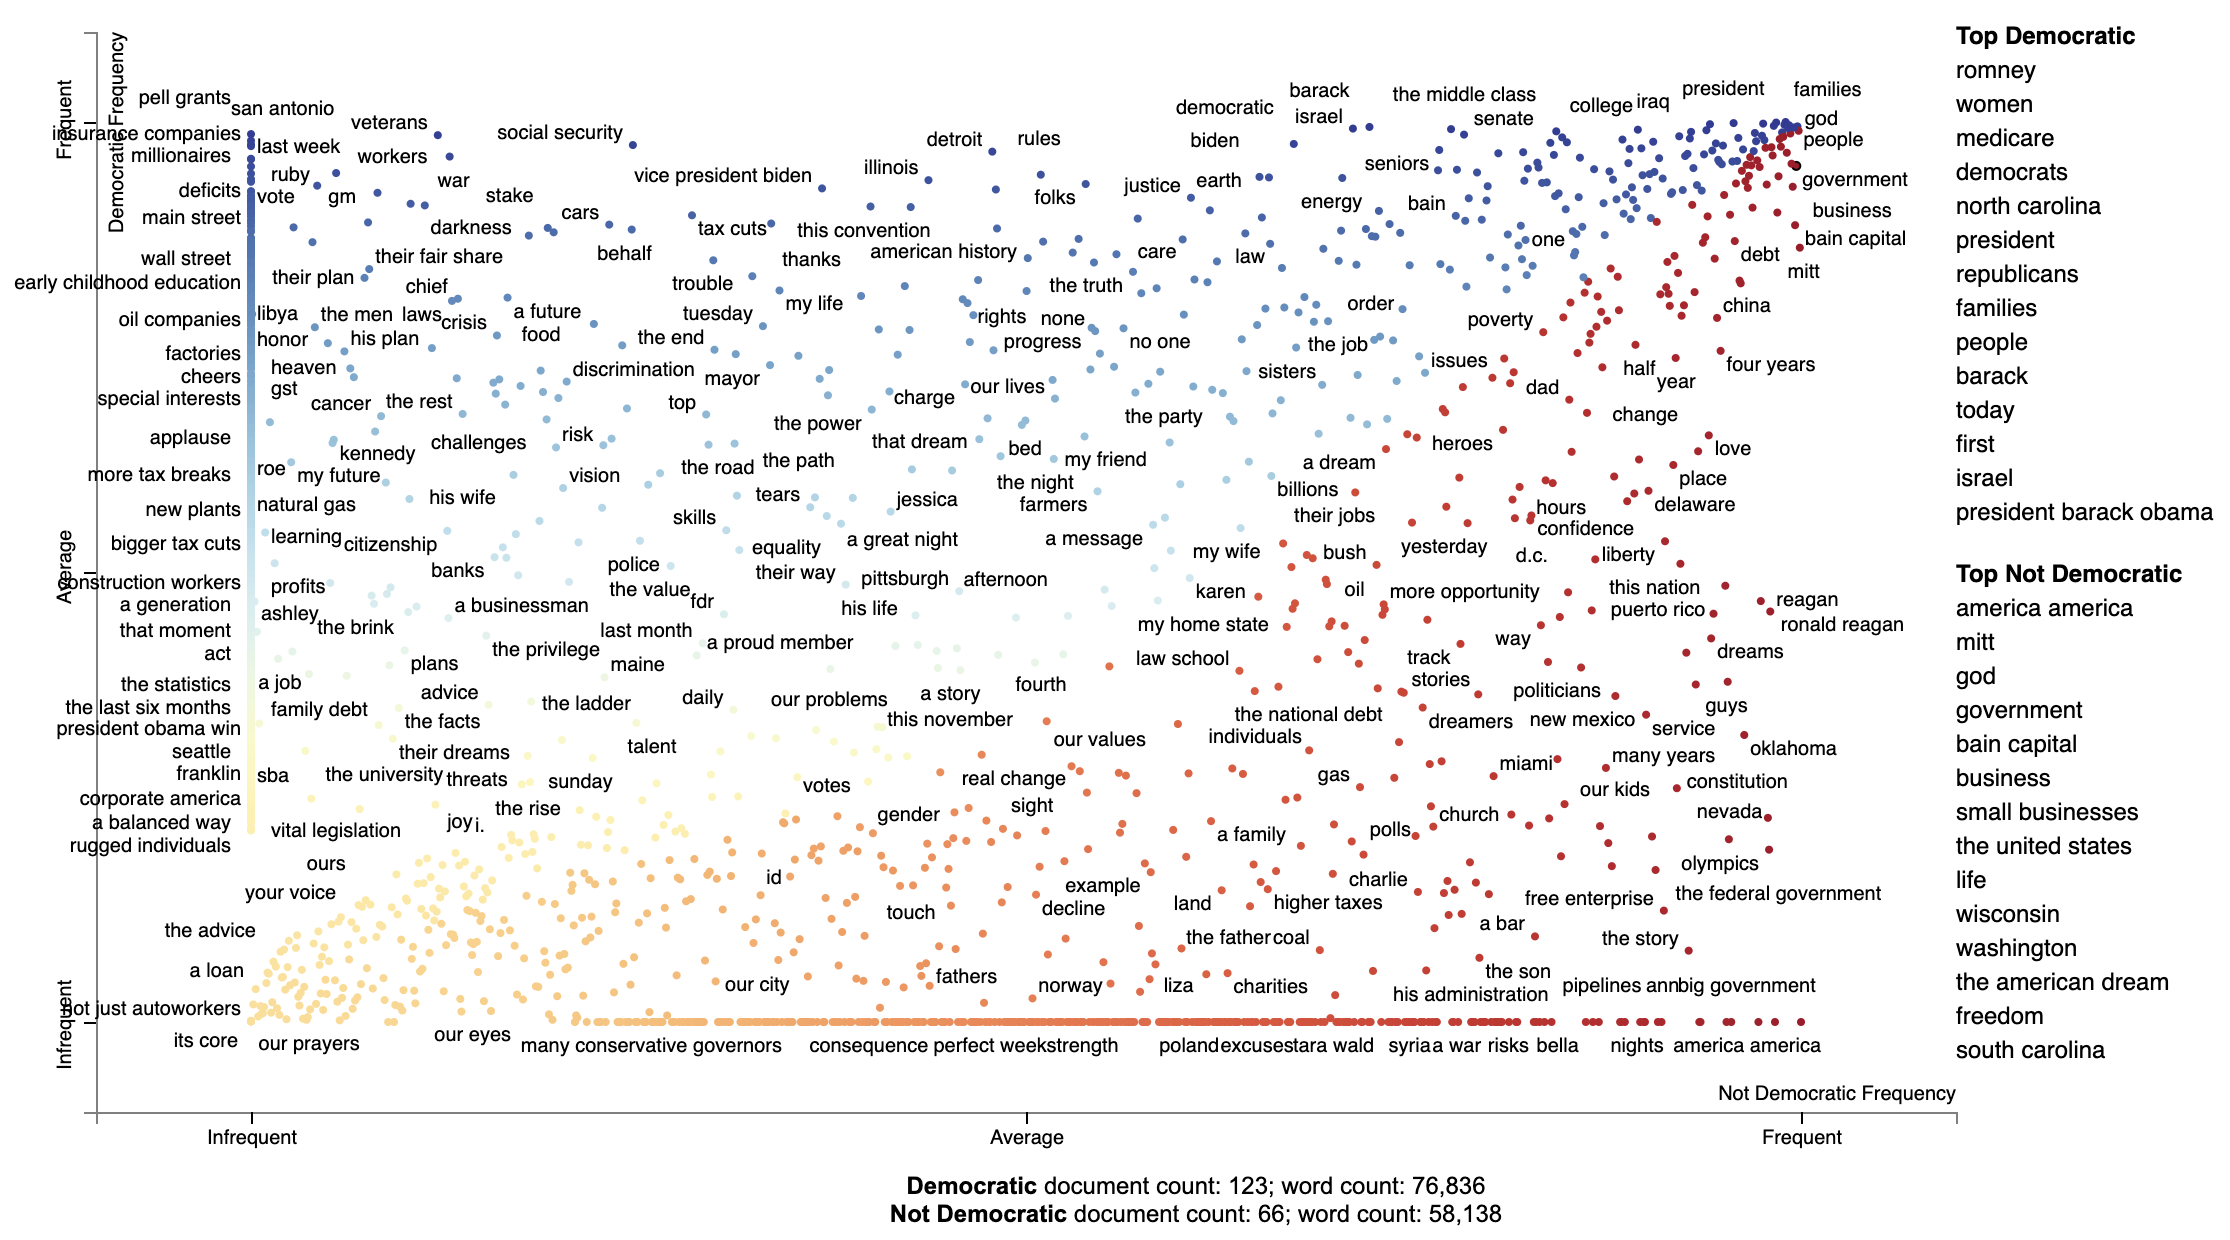 Top Democratic
romney
women
medicare
democrats
north carolina
president
republicans
families
people
barack
today
first
israel
president barack obama
Top Not Democratic
america america
mitt
god
government
bain capital
business
small businesses
the united states
life
wisconsin
washington
the american dream
freedom
south carolina
Democratic Frequency
Frequent
Average
Infrequent
pell grants
san antonio
veterans
social security
detroit
rules
democratic
barack
israel
the middle class
senate
college
iraq
president
families
god
insurance companies
last week
millionaires
workers
ruby
war
vice president biden
illinois
biden
seniors
people
deficits
vote
gm
stake
folks
justice
earth
government
main street
darkness
cars
tax cuts
this convention
energy
bain
business
wall street
their fair share
behalf
thanks
american history
care
law
one
debt
bain capital
early childhood education
their plan
chief
trouble
my life
the truth
order
mitt
oil companies
libya
the men
laws
crisis
a future
tuesday
rights
none
poverty
china
honor
his plan
food
the end
progress
no one
the job
factories
heaven
discrimination
mayor
our lives
sisters
issues
half
four years
cheers
gst
year
special interests
cancer
the rest
top
charge
the party
dad
change
applause
kennedy
challenges
risk
the power
that dream
bed
heroes
love
more tax breaks
roe
my future
vision
the road
the path
my friend
a dream
place
new plants
natural gas
his wife
skills
tears
jessica
the night
farmers
billions
their jobs
hours
delaware
bigger tax cuts
learning
citizenship
equality
a great night
a message
my wife
bush
yesterday
confidence
d.c.
liberty
construction workers
profits
banks
police
their way
pittsburgh
afternoon
karen
oil
more opportunity
this nation
reagan
a generation
ashley
a businessman
the value
fdr
his life
puerto rico
that moment
the brink
last month
a proud member
my home state
way
ronald reagan
act
plans
the privilege
maine
law school
track
dreams
the statistics
a job
advice
daily
our problems
a story
fourth
stories
politicians
the last six months
family debt
the facts
the ladder
this november
the national debt
dreamers
new mexico
guys
president obama win
service
seattle
their dreams
talent
our values
individuals
many years
oklahoma
franklin
sba
the university
threats
sunday
votes
real change
gas
miami
constitution
corporate america
the rise
gender
sight
church
our kids
nevada
a balanced way
vital legislation
joy
i.
a family
polls
rugged individuals
ours
id
example
charlie
olympics
your voice
touch
decline
land
higher taxes
free enterprise
the federal government
the advice
the father
coal
a bar
the story
a loan
our city
fathers
norway
liza
charities
the son
his administration
pipelines
ann
big government
not just autoworkers
its core
our prayers
our eyes
many conservative governors
consequence
perfect week
strength
poland
excuses
tara wald
syria
a war
risks
bella
nights
america america
Not Democratic Frequency
Infrequent
Average
Frequent
Democratic document count: 123; word count: 76,836
Not Democratic document count: 66; word count: 58,138